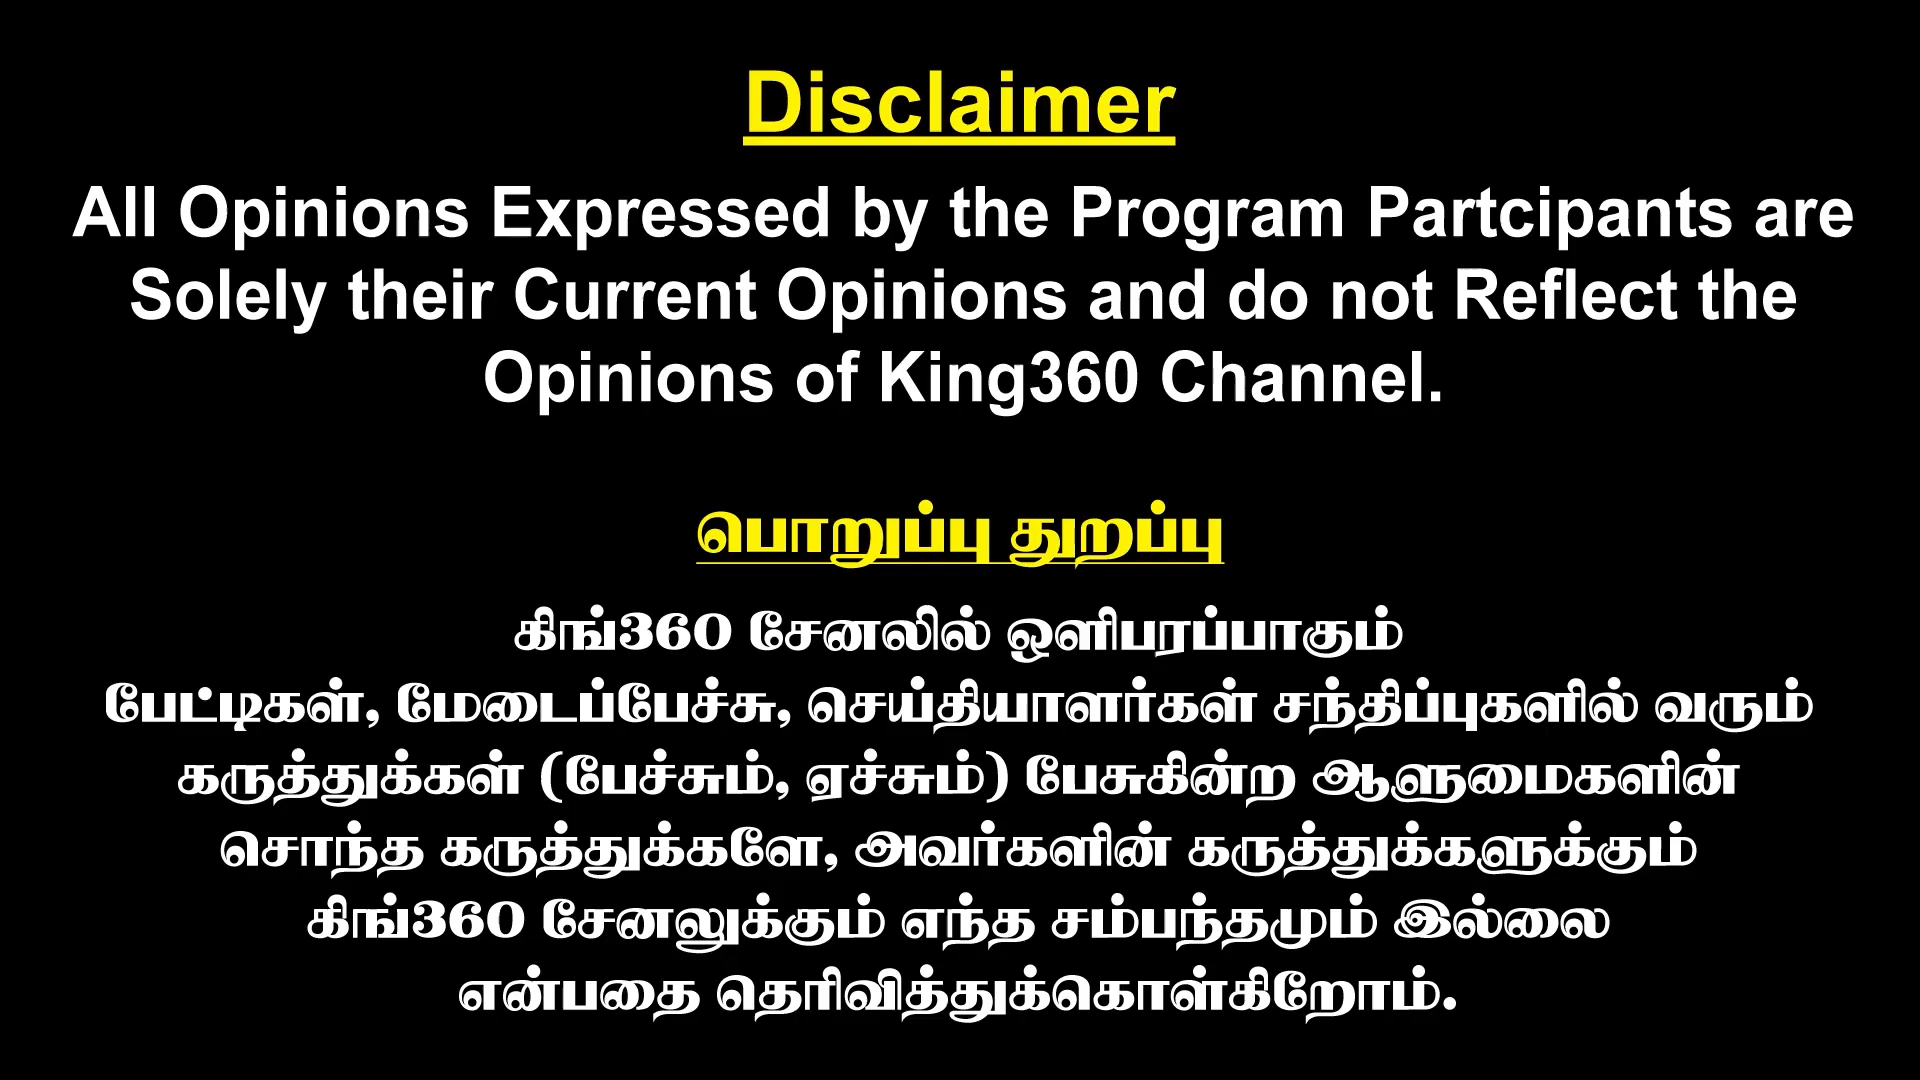 Disclaimer
All Opinions Expressed by the Program Partcipants are
Solely their Current Opinions and do not Reflect the
Opinions of King360 Channel.
பொறுப்பு துறப்பு
கிங்360 சேனலில் ஒளிபரப்பாகும்
பேட்டிகள், மேடைப்பேச்சு, செய்தியாளர்கள் சந்திப்புகளில் வரும்
கருத்துக்கள் (பேச்சும், ஏச்சும்) பேசுகின்ற ஆளுமைகளின்
சொந்த கருத்துக்களே, அவர்களின் கருத்துக்களுக்கும்
கிங்360 சேனலுக்கும் எந்த சம்பந்தமும் இல்லை
என்பதை தெரிவித்துக்கொள்கிறோம்.